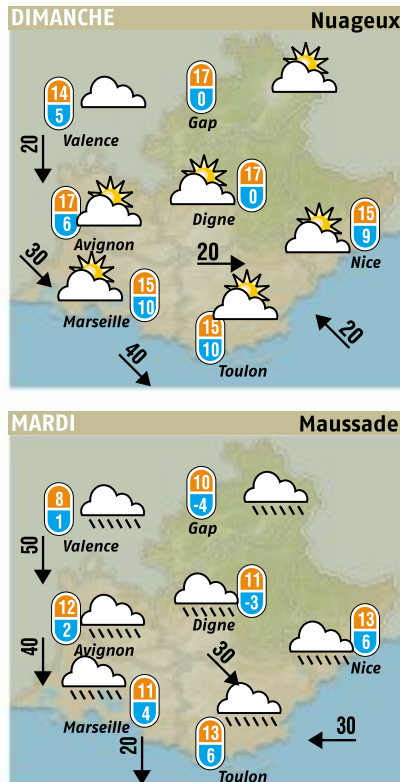 DIMANCHE Nuageux
14
5
Valence
17
0
Gap
20
17
6
Avignon
17
0
Digne
15
9
Nice
30
20
15
10
Marseille
15
10
Toulon
20
40
MARDI Maussade
8
1
Valence
10
-4
Gap
50
12
2
Avignon
11
-3
Digne
13
6
Nice
40
30
11
4
Marseille
13
6
Toulon
20
30